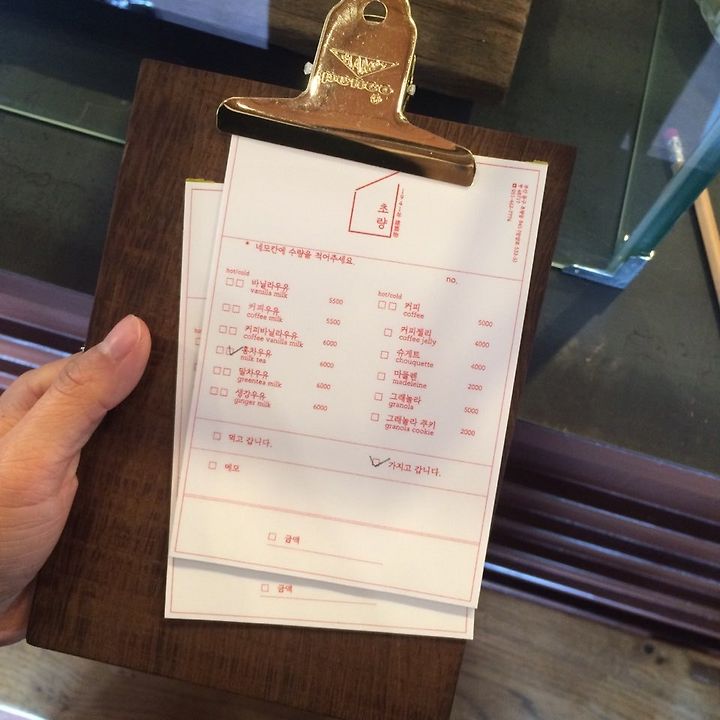 PENCO
초량
* 네모칸에 수량을 적어주세요.
no.
hot/cold
바닐라우유 5500
vanilla milk
커피우유 5500
coffee milk
커피바닐라우유 6000
coffee vanilla milk
홍차우유 6000
milk tea
말차우유 6000
greentea milk
생강우유 6000
ginger milk
hot/cold
커피 5000
coffee
커피젤리 6000
coffee jelly
슈게트 4000
chouquette
마들렌 2000
madeleine
그래놀라 5000
granola
그래놀라 쿠키 2000
granola cookie
먹고 갑니다.
가지고 갑니다.
메모
금액
금액